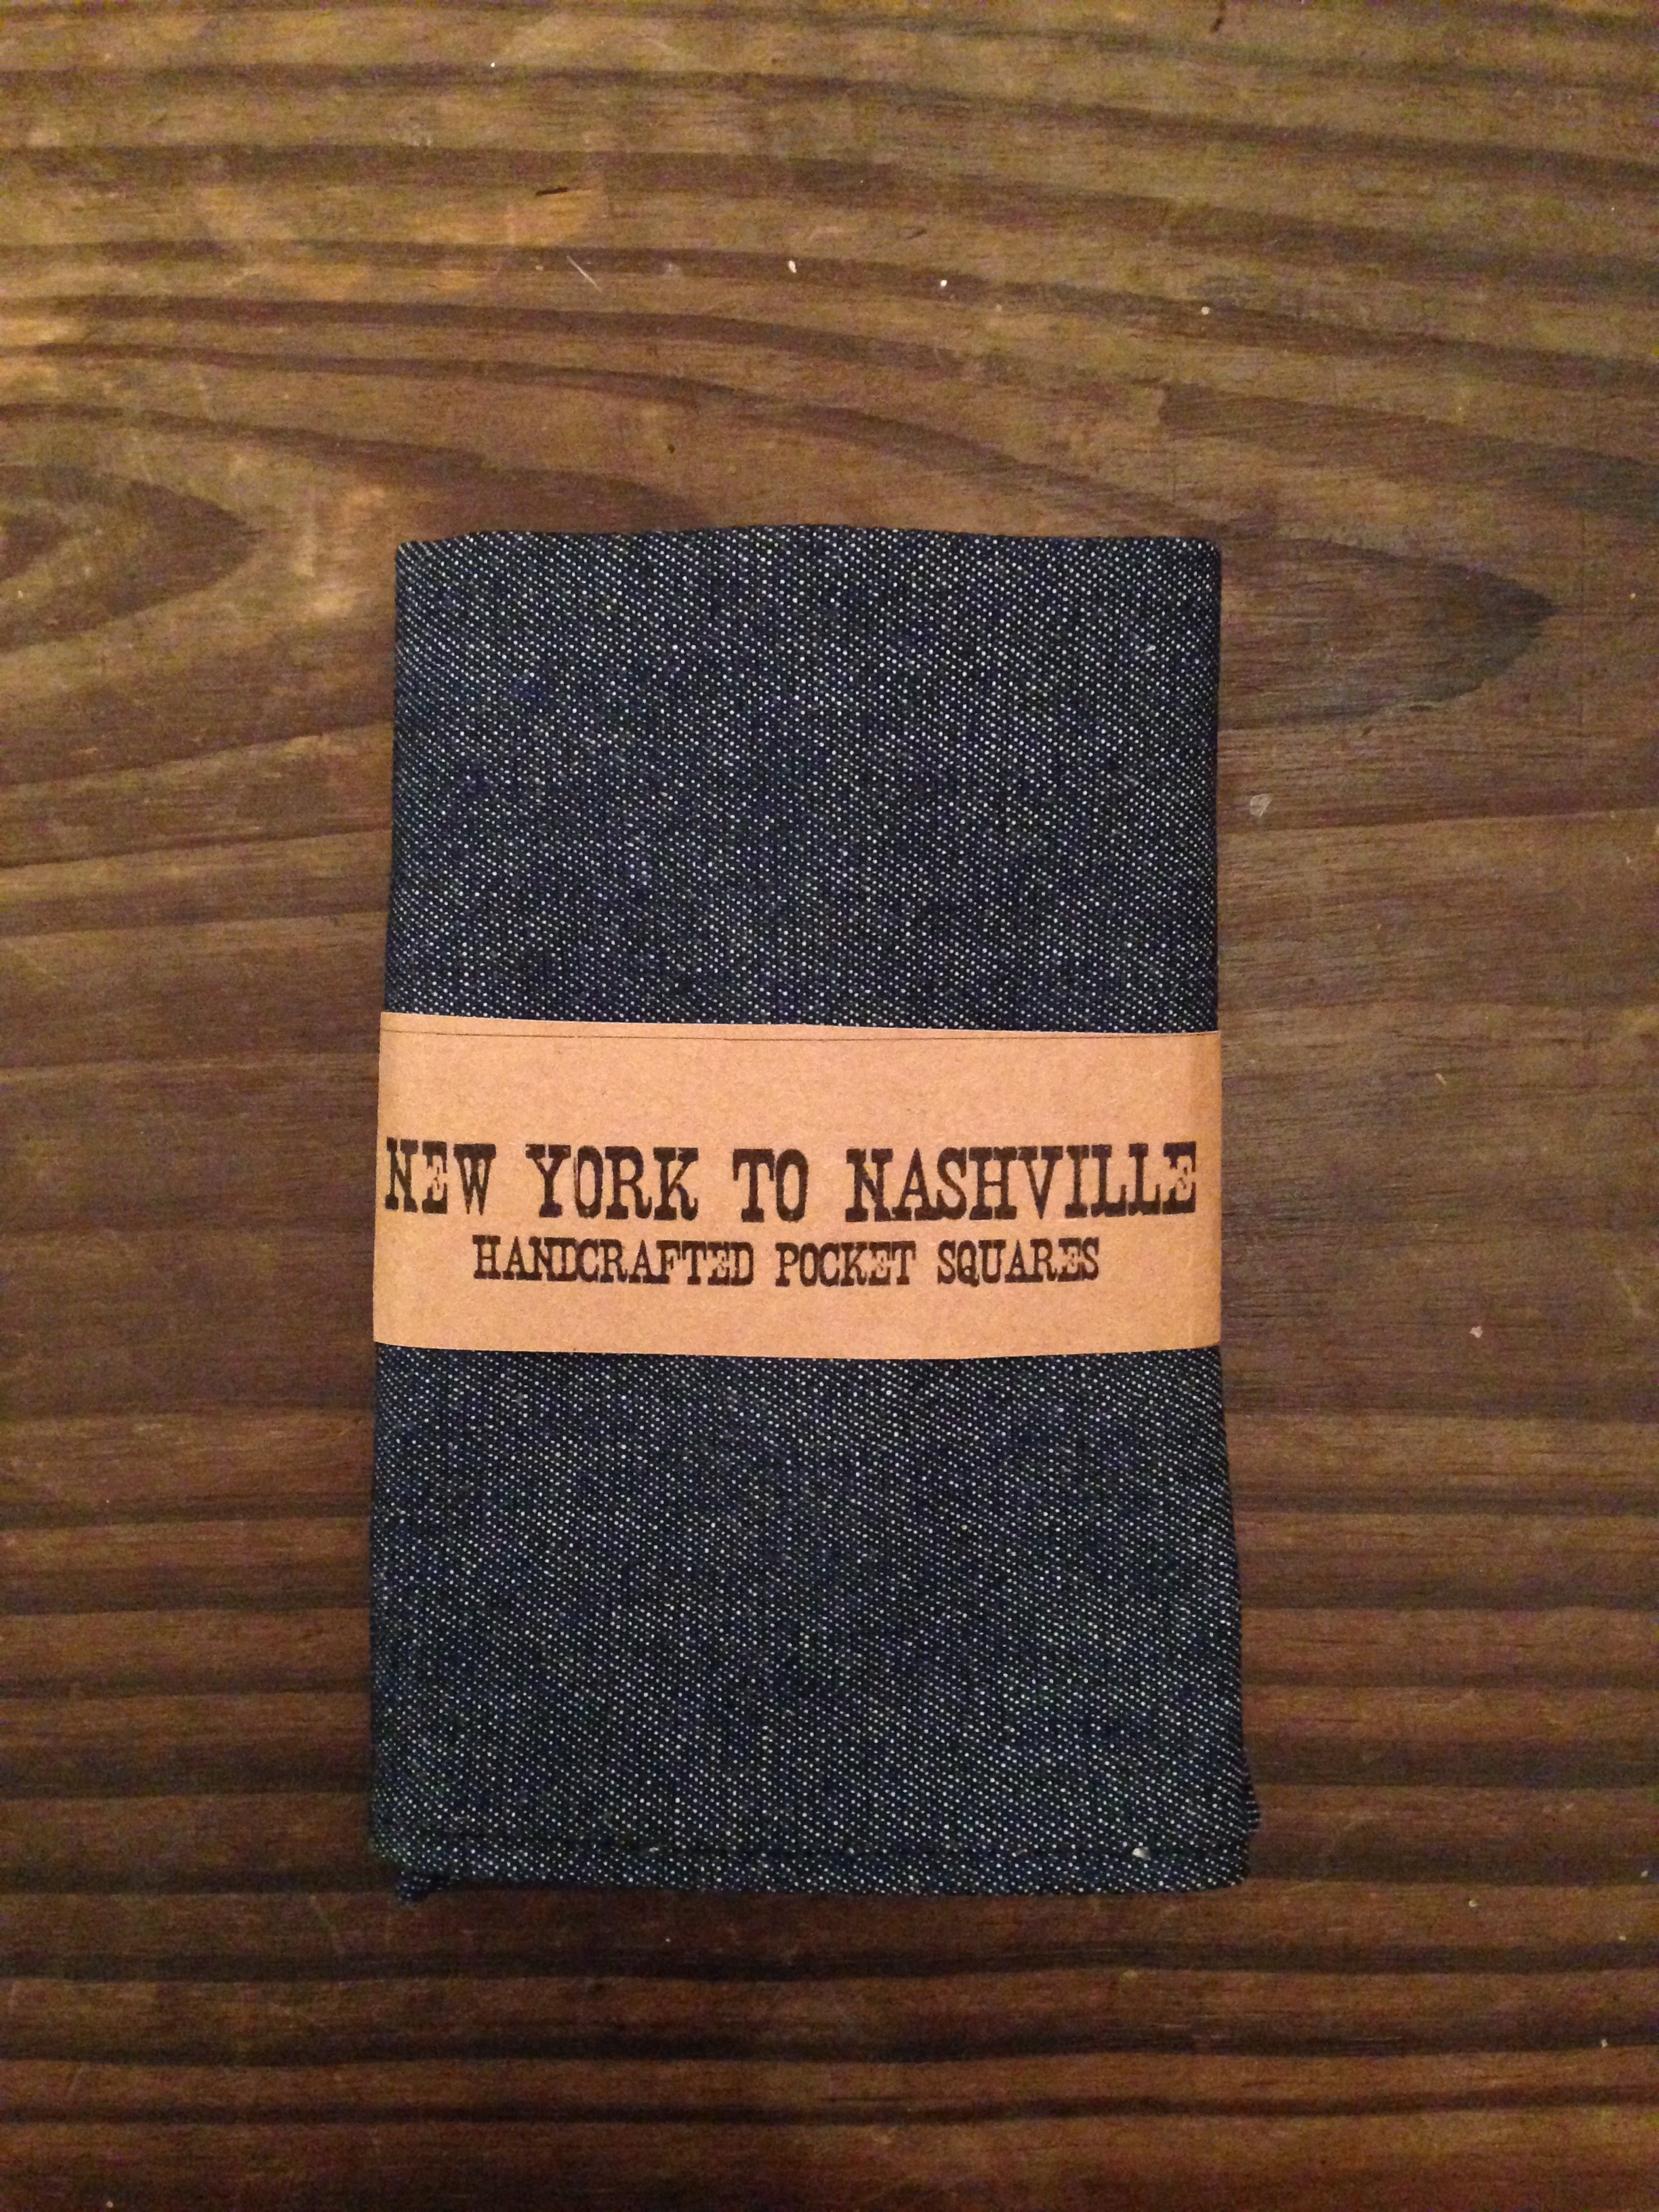 NEW YORK TO NASHVILLE
HANDCRAFTED POCKET SQUARES